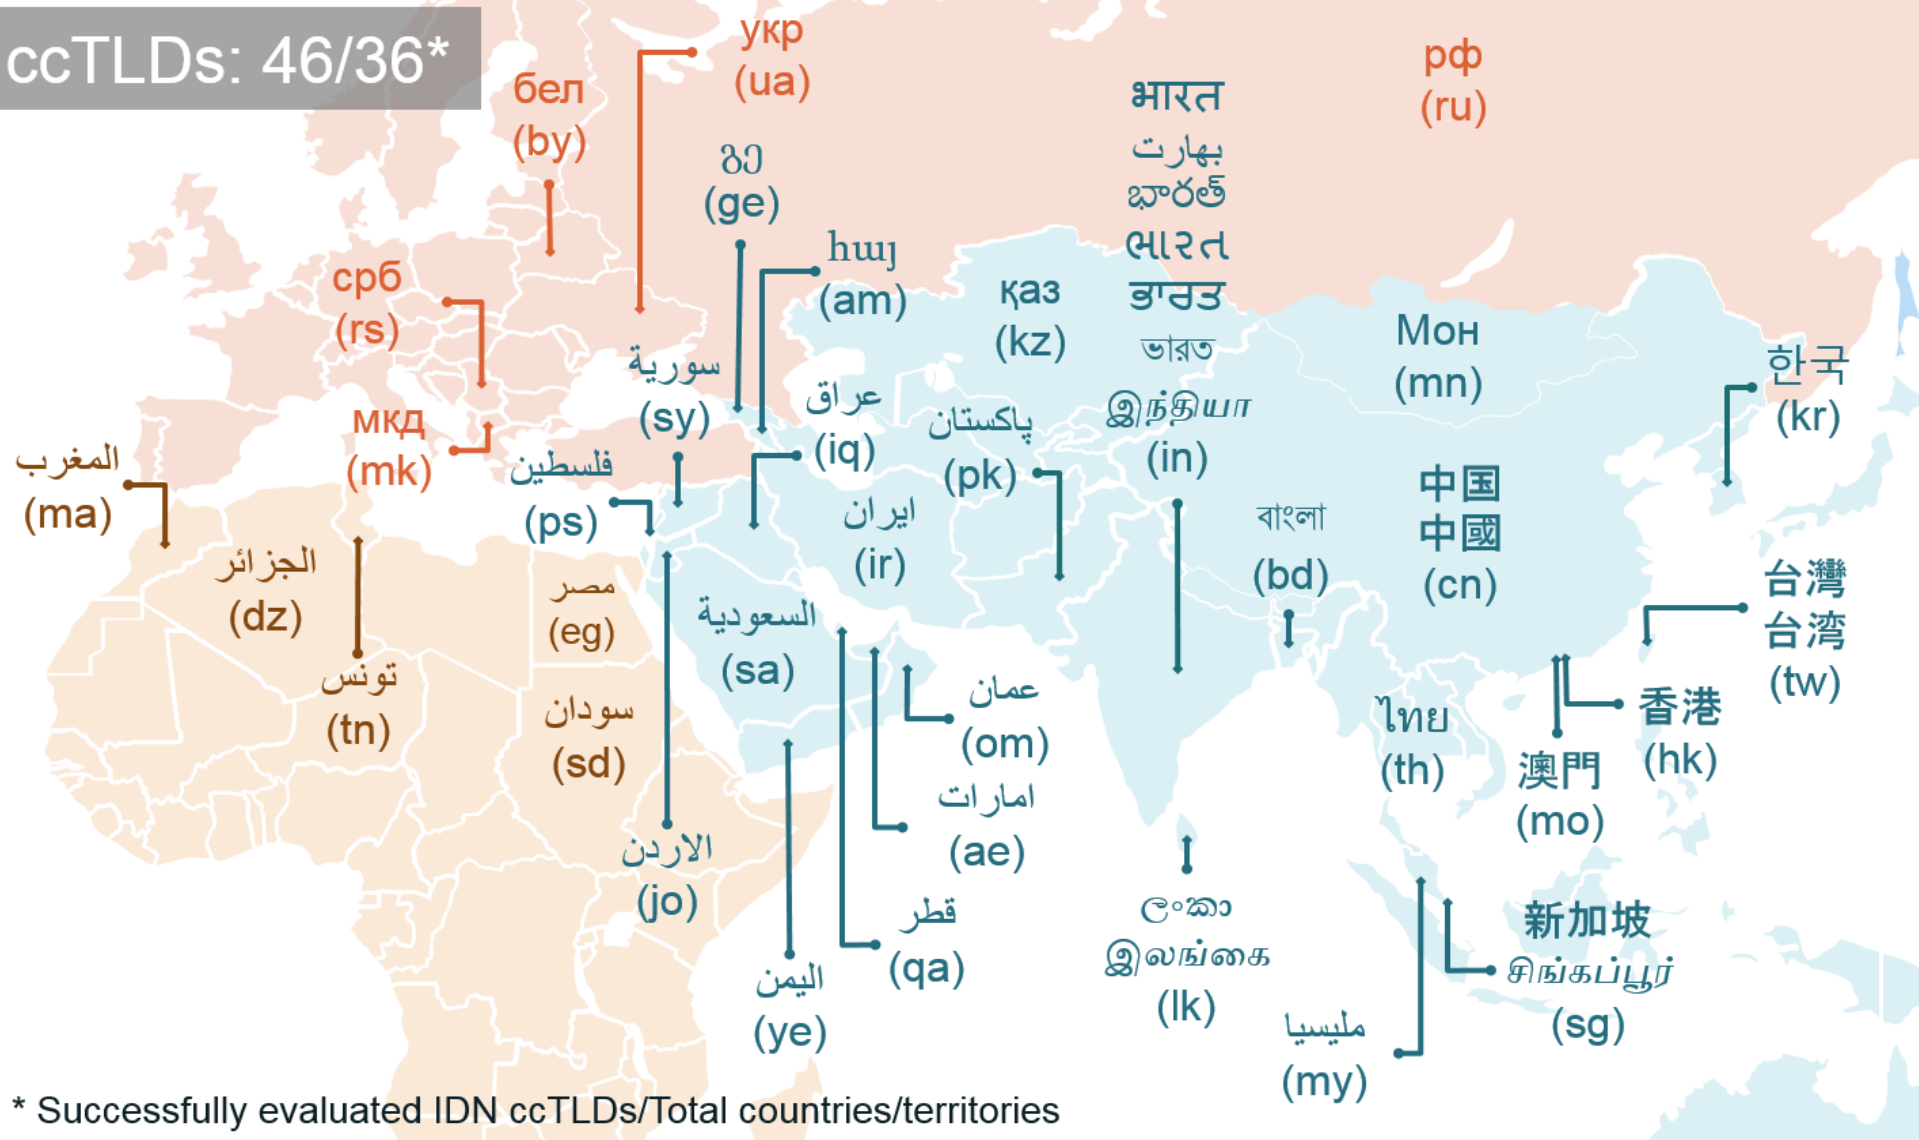 ccTLDs: 46/36*
укр
(ua)
бел
(by)
рф
(ru)
срб
(rs)
мкд
(mk)
გე
(ge)
հայ
(am)
қаз
(kz)
भारत
بھارت
భారత్
ભારત
ਭਾਰਤ
ভারত
இந்தியா
(in)
Мон
(mn)
한국
(kr)
سورية
(sy)
عراق
(iq)
پاکستان
(pk)
فلسطين
(ps)
ایران
(ir)
বাংলা
(bd)
中国
中國
(cn)
台灣
台湾
(tw)
المغرب
(ma)
الجزائر
(dz)
تونس
(tn)
مصر
(eg)
سودان
(sd)
السعودية
(sa)
عمان
(om)
امارات
(ae)
قطر
(qa)
الاردن
(jo)
اليمن
(ye)
ไทย
(th)
香港
(hk)
澳門
(mo)
ලංකා
இலங்கை
(lk)
新加坡
சிங்கப்பூர்
(sg)
مليسيا
(my)
* Successfully evaluated IDN ccTLDs/Total countries/territories